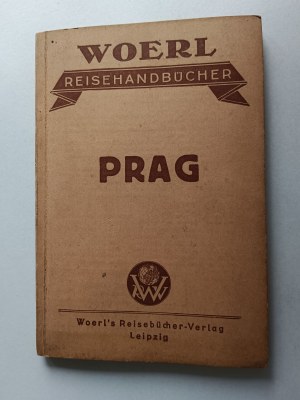 WOERL
REISEHANDBÜCHER
PRAG
Woerl's Reisebücher-Verlag
Leipzig